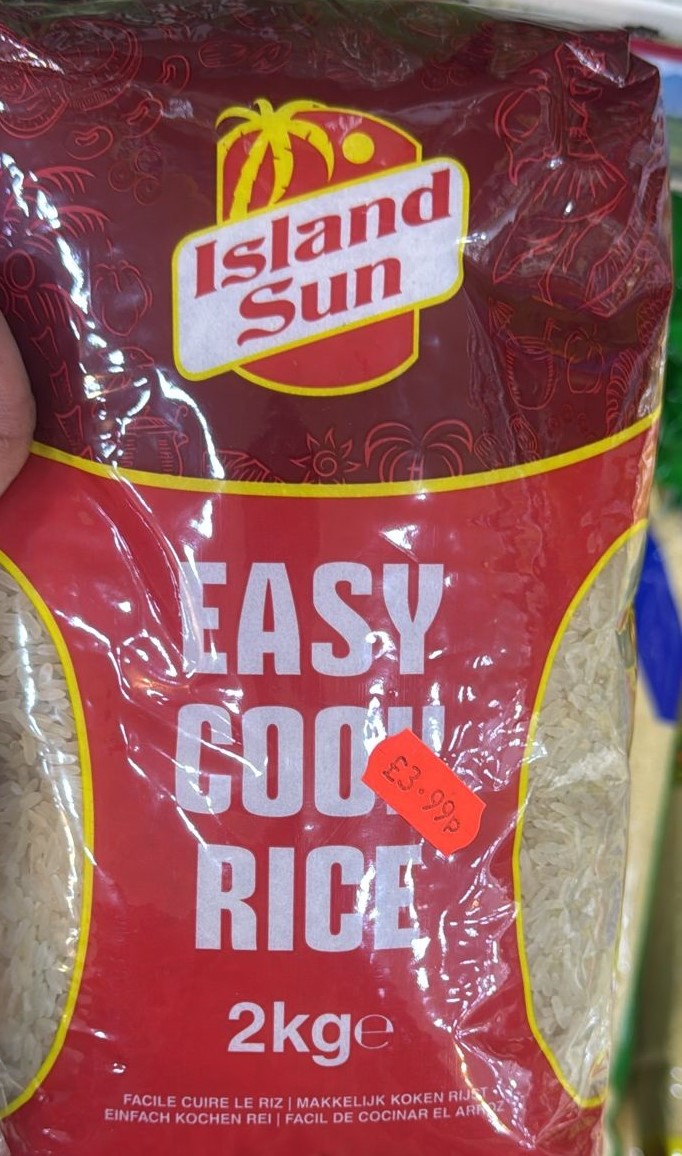 Island
Sun
EASY
COOK
£3.99p
RICE
2kg℮
FACILE CUIRE LE RIZ | MAKKELIJK KOKEN RIJST
EINFACH KOCHEN REI | FACIL DE COCINAR EL ARROZ